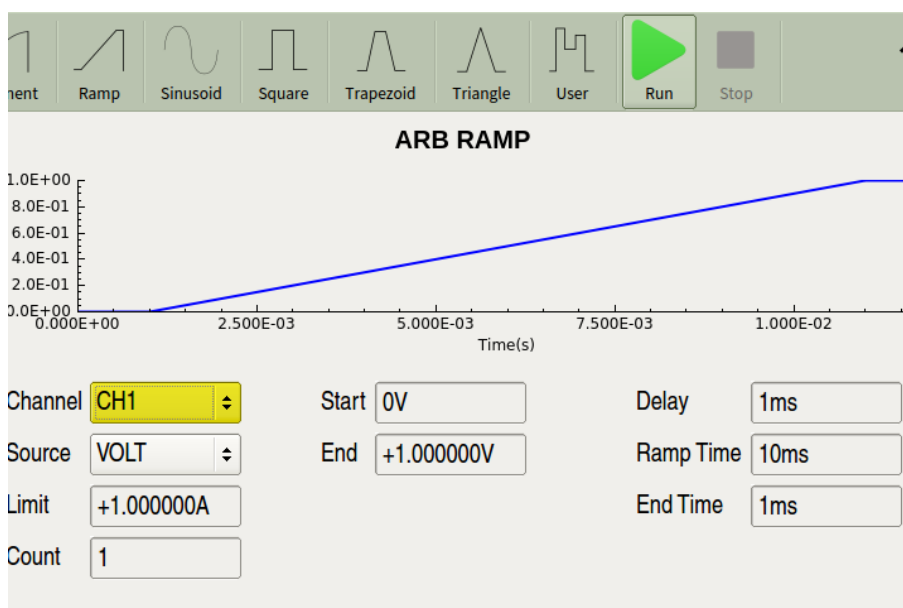 nent Ramp Sinusoid Square Trapezoid Triangle User Run Stop
ARB RAMP
1.0E+00
8.0E-01
6.0E-01
4.0E-01
2.0E-01
0.0E+00
0.000E+00 2.500E-03 5.000E-03 7.500E-03 1.000E-02
Time(s)
Channel CH1 Start 0V Delay 1ms
Source VOLT End +1.000000V Ramp Time 10ms
Limit +1.000000A End Time 1ms
Count 1